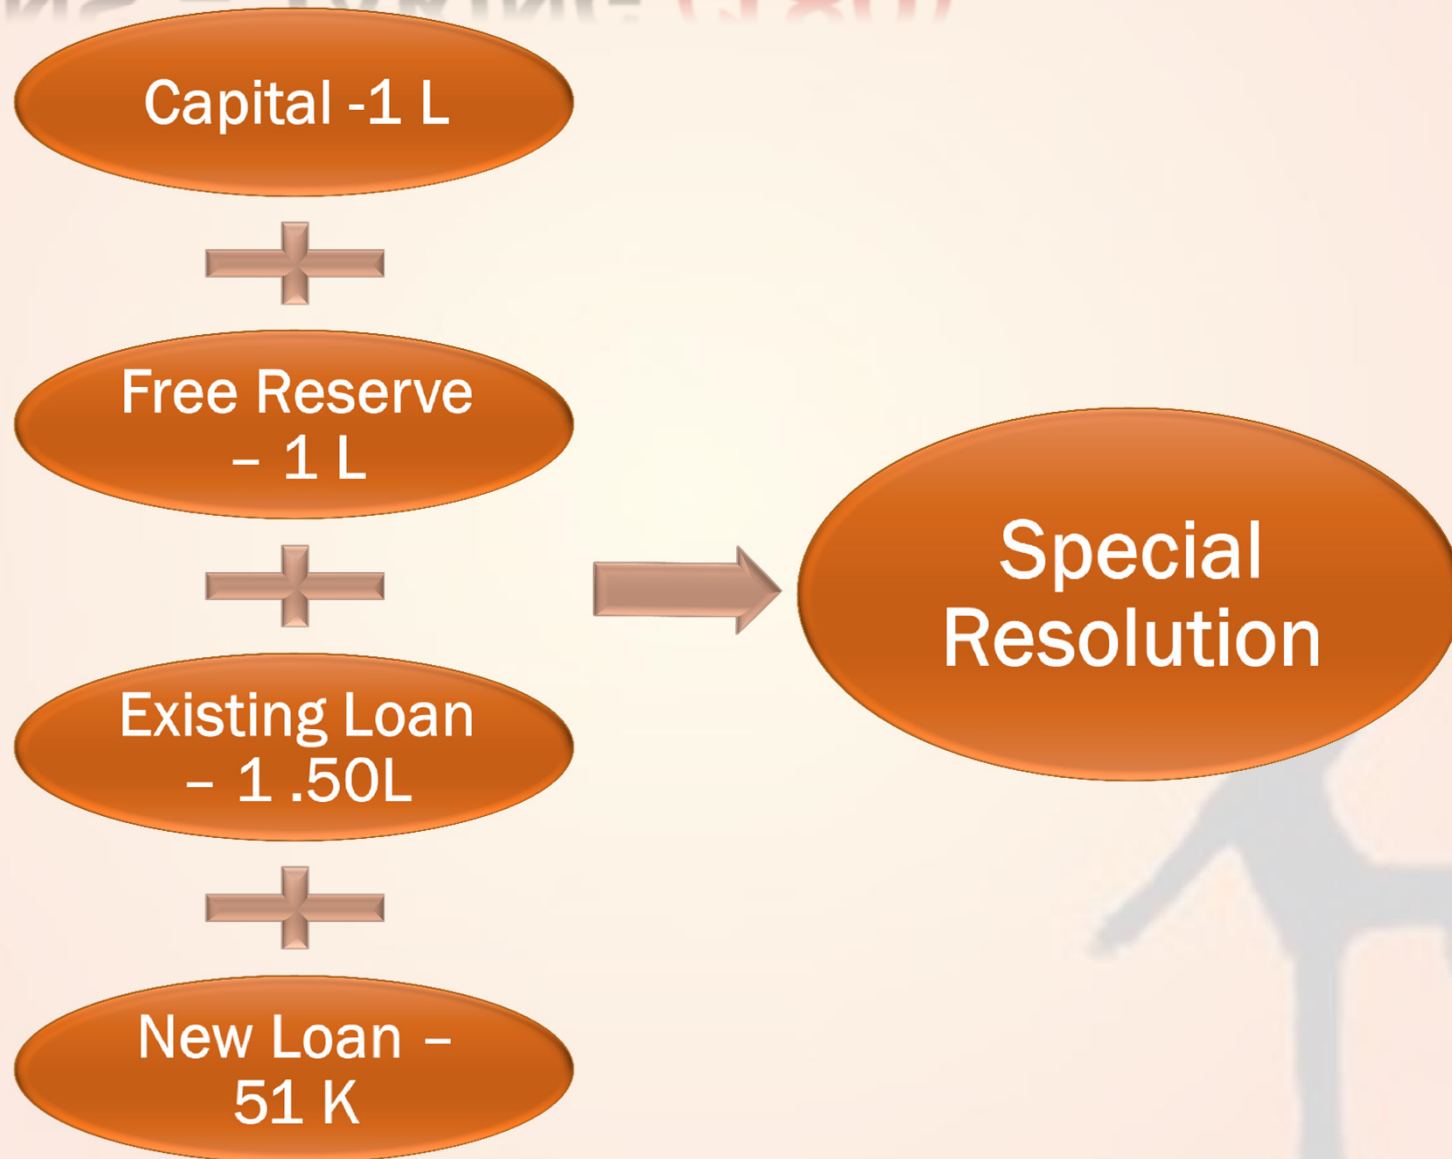 Capital -1 L
Free Reserve
– 1 L
Existing Loan
– 1 .50L
New Loan –
51 K
Special
Resolution